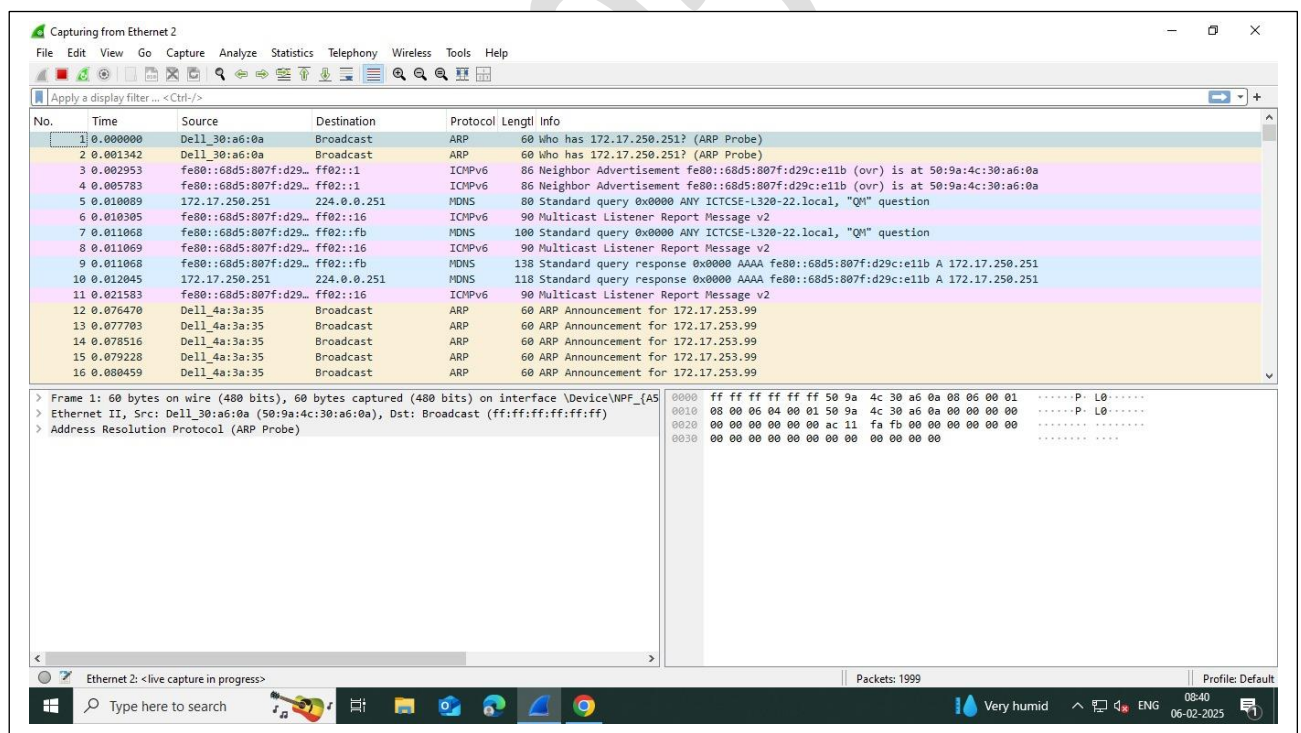 Capturing from Ethernet 2
File Edit View Go Capture Analyze Statistics Telephony Wireless Tools Help
Apply a display filter ... <Ctrl-/>
No. Time Source Destination Protocol Lengtl Info
1 0.000000 Dell_30:a6:0a Broadcast ARP 60 Who has 172.17.250.251? (ARP Probe)
2 0.001342 Dell_30:a6:0a Broadcast ARP 60 Who has 172.17.250.251? (ARP Probe)
3 0.002953 fe80::68d5:807f:d29… ff02::1 ICMPv6 86 Neighbor Advertisement fe80::68d5:807f:d29c:e11b (ovr) is at 50:9a:4c:30:a6:0a
4 0.005783 fe80::68d5:807f:d29… ff02::1 ICMPv6 86 Neighbor Advertisement fe80::68d5:807f:d29c:e11b (ovr) is at 50:9a:4c:30:a6:0a
5 0.010089 172.17.250.251 224.0.0.251 MDNS 80 Standard query 0x0000 ANY ICTCSE-L320-22.local, "QM" question
6 0.010305 fe80::68d5:807f:d29… ff02::16 ICMPv6 90 Multicast Listener Report Message v2
7 0.011068 fe80::68d5:807f:d29… ff02::fb MDNS 100 Standard query 0x0000 ANY ICTCSE-L320-22.local, "QM" question
8 0.011069 fe80::68d5:807f:d29… ff02::16 ICMPv6 90 Multicast Listener Report Message v2
9 0.011068 fe80::68d5:807f:d29… ff02::fb MDNS 138 Standard query response 0x0000 AAAA fe80::68d5:807f:d29c:e11b A 172.17.250.251
10 0.012045 172.17.250.251 224.0.0.251 MDNS 118 Standard query response 0x0000 AAAA fe80::68d5:807f:d29c:e11b A 172.17.250.251
11 0.021583 fe80::68d5:807f:d29… ff02::16 ICMPv6 90 Multicast Listener Report Message v2
12 0.076470 Dell_4a:3a:35 Broadcast ARP 60 ARP Announcement for 172.17.253.99
13 0.077703 Dell_4a:3a:35 Broadcast ARP 60 ARP Announcement for 172.17.253.99
14 0.078516 Dell_4a:3a:35 Broadcast ARP 60 ARP Announcement for 172.17.253.99
15 0.079228 Dell_4a:3a:35 Broadcast ARP 60 ARP Announcement for 172.17.253.99
16 0.080459 Dell_4a:3a:35 Broadcast ARP 60 ARP Announcement for 172.17.253.99
> Frame 1: 60 bytes on wire (480 bits), 60 bytes captured (480 bits) on interface \Device\NPF_{A5
> Ethernet II, Src: Dell_30:a6:0a (50:9a:4c:30:a6:0a), Dst: Broadcast (ff:ff:ff:ff:ff:ff)
> Address Resolution Protocol (ARP Probe)
0000 ff ff ff ff ff ff 50 9a 4c 30 a6 0a 08 06 00 01 ······P· L0······
0010 08 00 06 04 00 01 50 9a 4c 30 a6 0a 00 00 00 00 ······P· L0······
0020 00 00 00 00 00 00 ac 11 fa fb 00 00 00 00 00 00 ········ ········
0030 00 00 00 00 00 00 00 00 00 00 00 00 ········ ····
Ethernet 2: <live capture in progress> Packets: 1999 Profile: Default
Type here to search Very humid ENG 08:40
06-02-2025
1